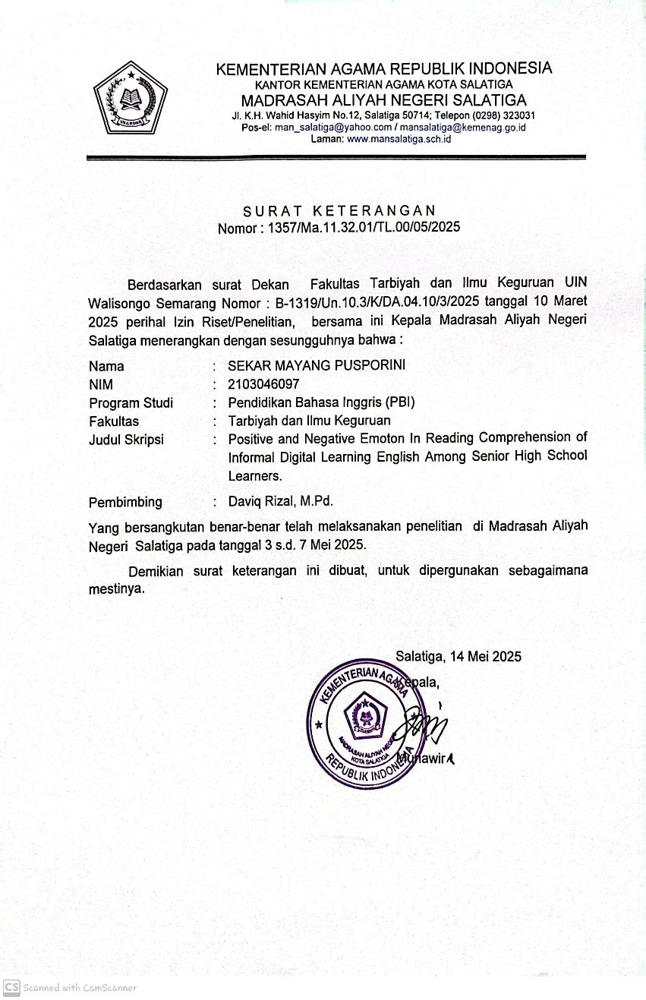 KEMENTERIAN AGAMA REPUBLIK INDONESIA
KANTOR KEMENTERIAN AGAMA KOTA SALATIGA
MADRASAH ALIYAH NEGERI SALATIGA
Jl. K.H. Wahid Hasyim No.12, Salatiga 50714; Telepon (0298) 323031
Pos-el: man_salatiga@yahoo.com / mansalatiga@kemenag.go.id
Laman: www.mansalatiga.sch.id
SURAT KETERANGAN
Nomor : 1357/Ma.11.32.01/TL.00/05/2025
Berdasarkan surat Dekan Fakultas Tarbiyah dan Ilmu Keguruan UIN
Walisongo Semarang Nomor : B-1319/Un.10.3/K/DA.04.10/3/2025 tanggal 10 Maret
2025 perihal Izin Riset/Penelitian, bersama ini Kepala Madrasah Aliyah Negeri
Salatiga menerangkan dengan sesungguhnya bahwa :
Nama : SEKAR MAYANG PUSPORINI
NIM : 2103046097
Program Studi : Pendidikan Bahasa Inggris (PBI)
Fakultas : Tarbiyah dan Ilmu Keguruan
Judul Skripsi : Positive and Negative Emoton In Reading Comprehension of
Informal Digital Learning English Among Senior High School
Learners.
Pembimbing : Daviq Rizal, M.Pd.
Yang bersangkutan benar-benar telah melaksanakan penelitian di Madrasah Aliyah
Negeri Salatiga pada tanggal 3 s.d. 7 Mei 2025.
Demikian surat keterangan ini dibuat, untuk dipergunakan sebagaimana
mestinya.
Salatiga, 14 Mei 2025
Kepala,
KEMENTERIAN AGAMA
MADRASAH ALIYAH NEGERI
KOTA SALATIGA
REPUBLIK INDONESIA
Munawir
CS Scanned with CamScanner